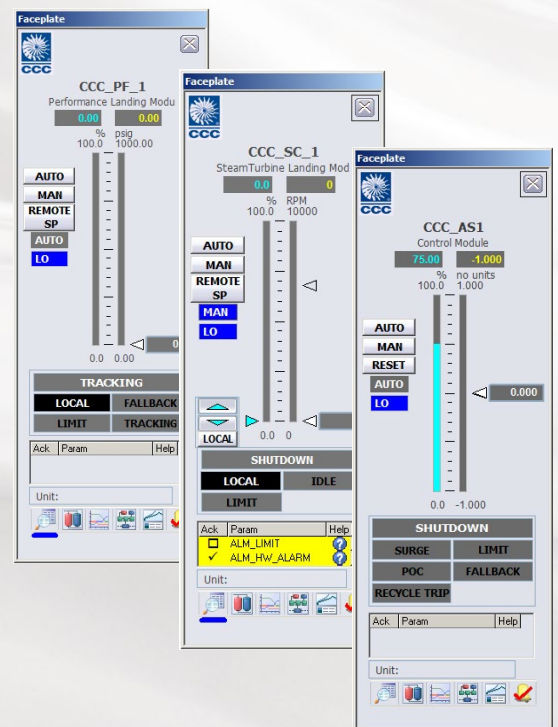 Faceplate
CCC
CCC_PF_1
Performance Landing Modu
0.00 0.00
% psig
100.0 1000.00
AUTO
MAN
REMOTE
SP
AUTO
LO
0.0 0.00
TRACKING
LOCAL FALLBACK
LIMIT TRACKING
Ack Param Help
Unit:
Faceplate
CCC
CCC_SC_1
SteamTurbine Landing Mod
0.0 0
% RPM
100.0 10000
AUTO
MAN
REMOTE
SP
MAN
LO
LOCAL
0.0 0
SHUTDOWN
LOCAL IDLE
LIMIT
Ack Param Help
ALM_LIMIT
ALM_HW_ALARM
Unit:
Faceplate
CCC
CCC_AS1
Control Module
75.00 -1.000
% no units
100.0 1.000
AUTO
MAN
RESET
AUTO
LO
0.000
0.0 -1.000
SHUTDOWN
SURGE LIMIT
POC FALLBACK
RECYCLE TRIP
Ack Param Help
Unit: